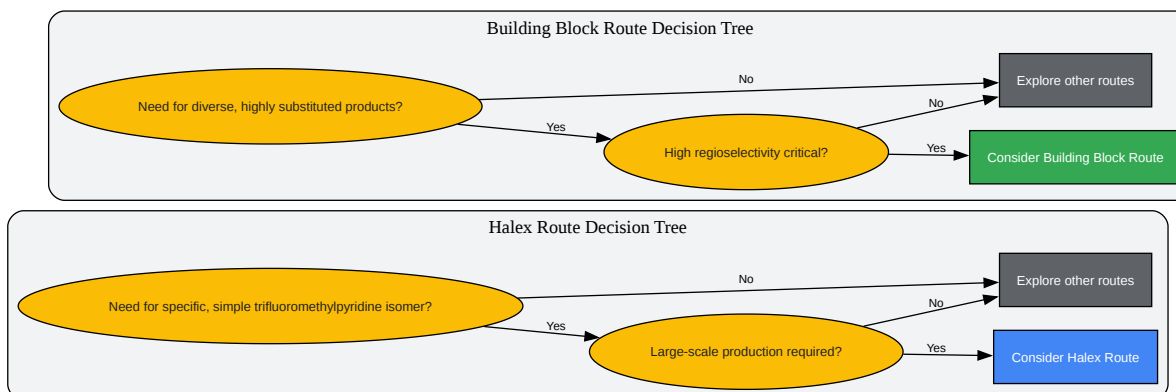 Building Block Route Decision Tree
Need for diverse, highly substituted products?
No
Explore other routes
Yes
High regioselectivity critical?
No
Yes
Consider Building Block Route
Halex Route Decision Tree
Need for specific, simple trifluoromethylpyridine isomer?
No
Explore other routes
Yes
Large-scale production required?
No
Yes
Consider Halex Route